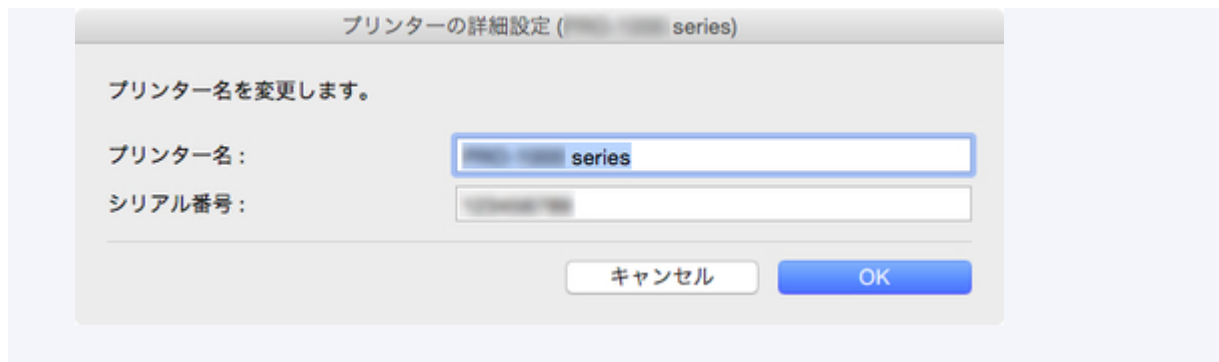 プリンターの詳細設定 ( series)
プリンター名を変更します。
プリンター名 : series
シリアル番号 :
キャンセル OK